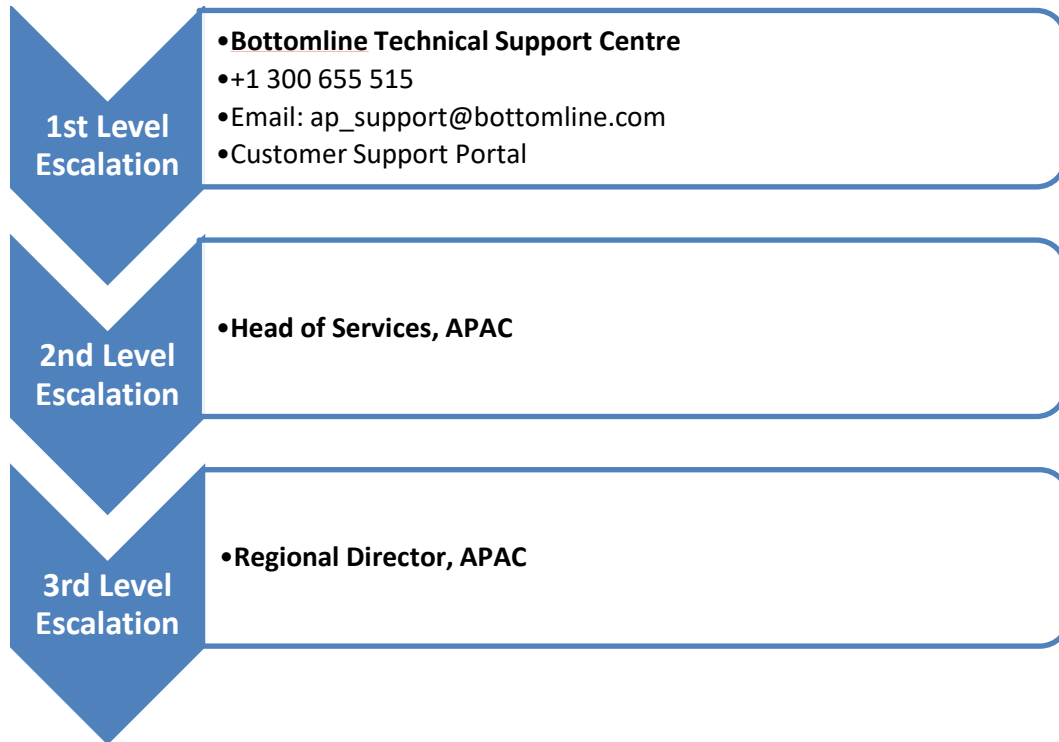 1st Level
Escalation
•Bottomline Technical Support Centre
•+1 300 655 515
•Email: ap_support@bottomline.com
•Customer Support Portal
2nd Level
Escalation
•Head of Services, APAC
3rd Level
Escalation
•Regional Director, APAC